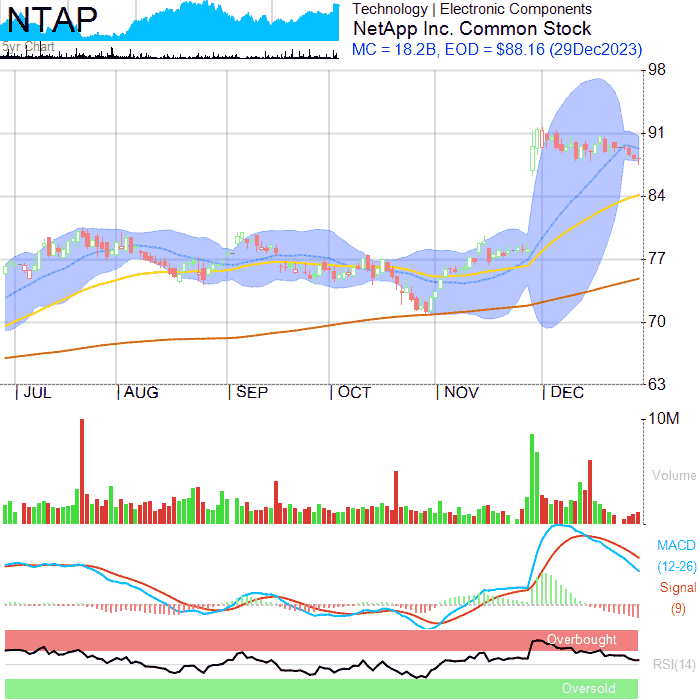 NTAP
5yr Chart
Technology | Electronic Components
NetApp Inc. Common Stock
MC = 18.2B, EOD = $88.16 (29Dec2023)
98
91
84
77
70
63
JUL AUG SEP OCT NOV DEC
10M
Volume
MACD
(12-26)
Signal
(9)
Overbought
RSI(14)
Oversold